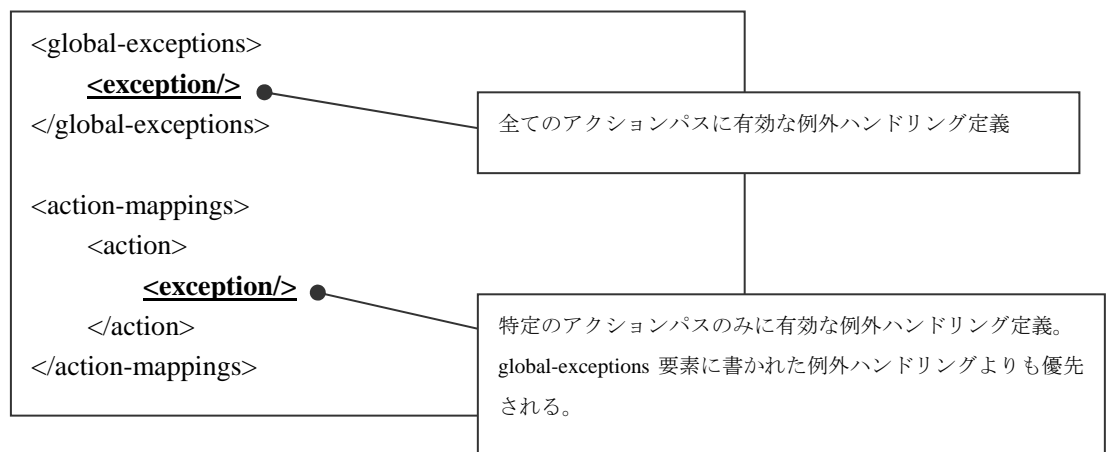 <global-exceptions>
<exception/>
</global-exceptions>
全てのアクションパスに有効な例外ハンドリング定義
<action-mappings>
<action>
<exception/>
</action>
</action-mappings>
特定のアクションパスのみに有効な例外ハンドリング定義。
global-exceptions 要素に書かれた例外ハンドリングよりも優先
される。